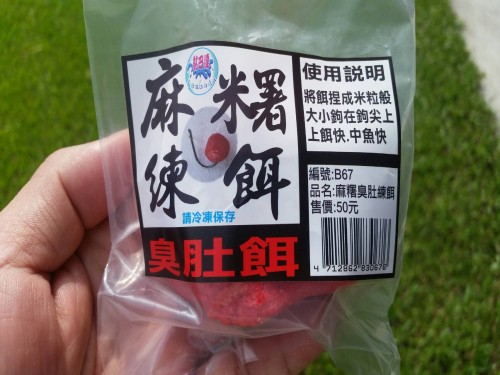 麻糬
練餌
請冷凍保存
臭肚餌
使用説明
將餌捏成米粒般
大小鉤在鉤尖上
上餌快.中魚快
編號:B67
品名:麻糬臭肚練餌
售價:50元
4 712862 830670